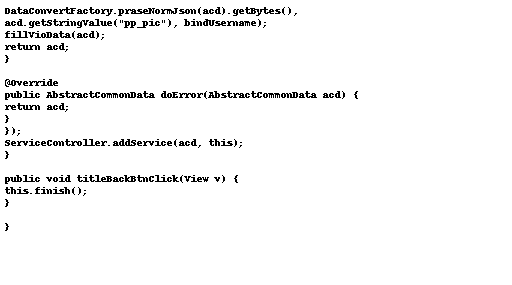 DataConvertFactory.praseNormJson(acd).getBytes(),
acd.getStringValue("pp_pic"), bindUsername);
fillVioData(acd);
return acd;
}
@Override
public AbstractCommonData doError(AbstractCommonData acd) {
return acd;
}
});
ServiceController.addService(acd, this);
}
public void titleBackBtnClick(View v) {
this.finish();
}
}